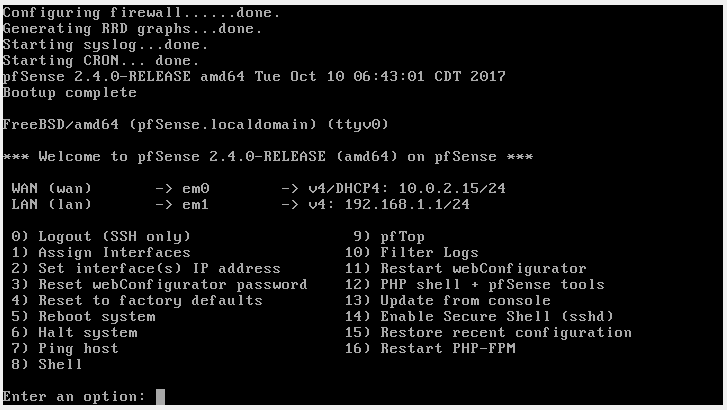 Configuring firewall......done.
Generating RRD graphs...done.
Starting syslog...done.
Starting CRON... done.
pfSense 2.4.0-RELEASE amd64 Tue Oct 10 06:43:01 CDT 2017
Bootup complete
FreeBSD/amd64 (pfSense.localdomain) (ttyv0)
*** Welcome to pfSense 2.4.0-RELEASE (amd64) on pfSense ***
WAN (wan)       -> em0        -> v4/DHCP4: 10.0.2.15/24
LAN (lan)       -> em1        -> v4: 192.168.1.1/24
0) Logout (SSH only)                  9) pfTop
1) Assign Interfaces                 10) Filter Logs
2) Set interface(s) IP address       11) Restart webConfigurator
3) Reset webConfigurator password    12) PHP shell + pfSense tools
4) Reset to factory defaults         13) Update from console
5) Reboot system                     14) Enable Secure Shell (sshd)
6) Halt system                       15) Restore recent configuration
7) Ping host                         16) Restart PHP-FPM
8) Shell
Enter an option: